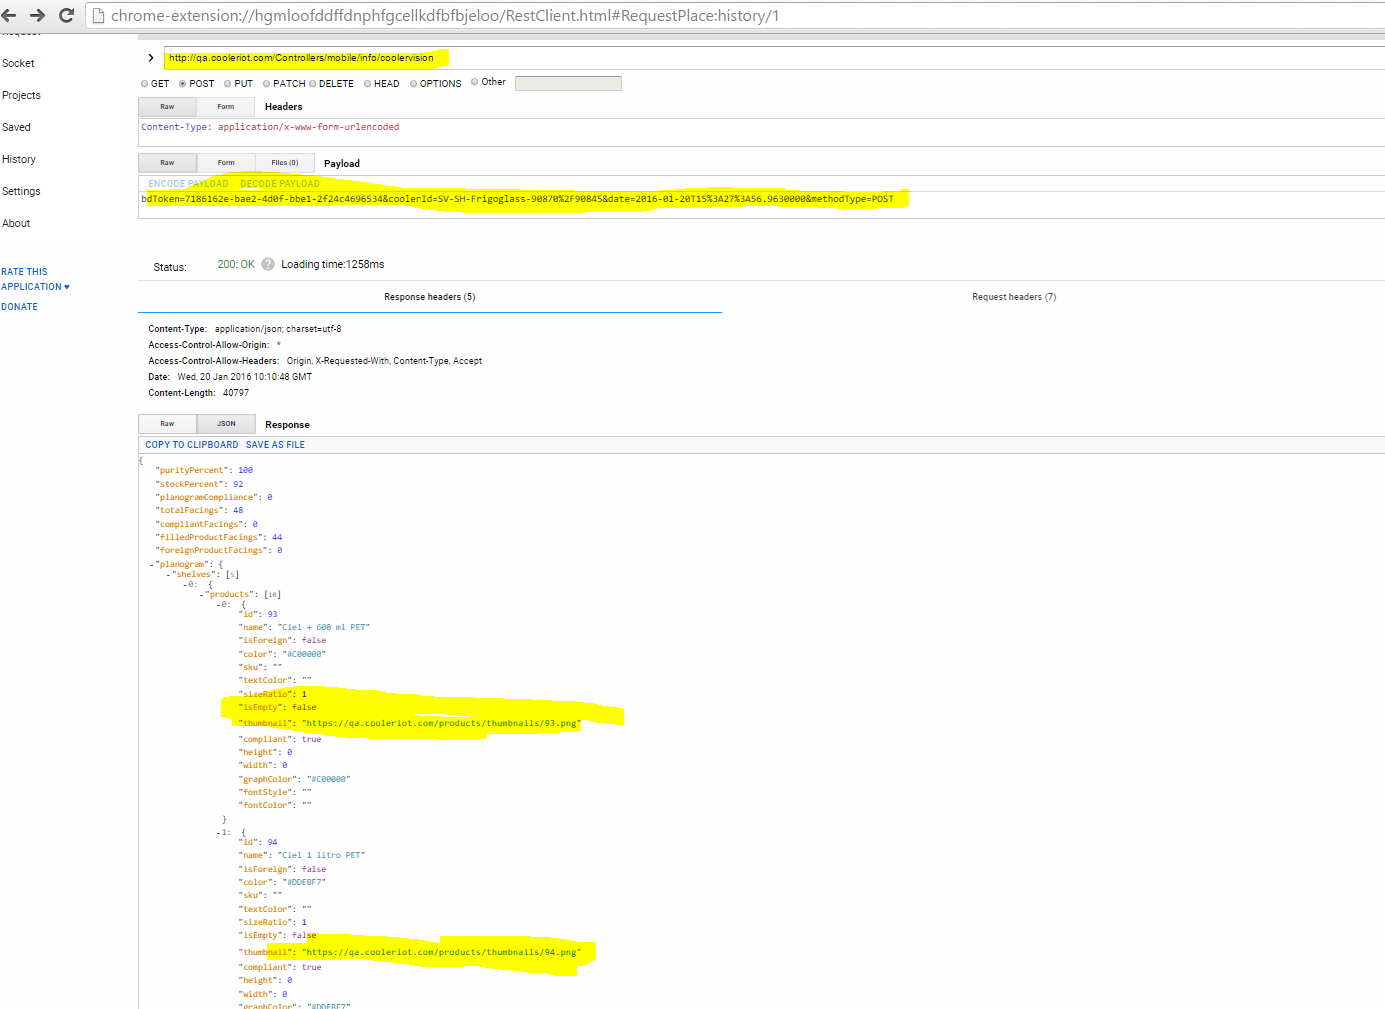 chrome-extension://hgmloofddffdnphfgcellkdfbfbjeloo/RestClient.html#RequestPlace:history/1
Request
Socket
Projects
Saved
History
Settings
About
RATE THIS
APPLICATION ♥
DONATE
http://qa.cooleriot.com/Controllers/mobile/info/coolervision
GET POST PUT PATCH DELETE HEAD OPTIONS Other
Raw Form Headers
Content-Type: application/x-www-form-urlencoded
Raw Form Files (0) Payload
ENCODE PAYLOAD DECODE PAYLOAD
bdToken=7186162e-bae2-4d0f-bbe1-2f24c4696534&coolerId=SV-SH-Frigoglass-90870%2F90845&date=2016-01-20T15%3A27%3A56.9630000&methodType=POST
Status: 200: OK ? Loading time:1258ms
Response headers (5) Request headers (7)
Content-Type: application/json; charset=utf-8
Access-Control-Allow-Origin: *
Access-Control-Allow-Headers: Origin, X-Requested-With, Content-Type, Accept
Date: Wed, 20 Jan 2016 10:10:48 GMT
Content-Length: 40797
Raw JSON Response
COPY TO CLIPBOARD SAVE AS FILE
{
"purityPercent": 100
"stockPercent": 92
"planogramCompliance": 0
"totalFacings": 48
"compliantFacings": 0
"filledProductFacings": 44
"foreignProductFacings": 0
-"planogram": {
-"shelves": [5]
-0: {
-"products": [10]
-0: {
"id": 93
"name": "Ciel + 600 ml PET"
"isForeign": false
"color": "#C00000"
"sku": ""
"textColor": ""
"sizeRatio": 1
"isEmpty": false
"thumbnail": "https://qa.cooleriot.com/products/thumbnails/93.png"
"compliant": true
"height": 0
"width": 0
"graphColor": "#C00000"
"fontStyle": ""
"fontColor": ""
}
-1: {
"id": 94
"name": "Ciel 1 litro PET"
"isForeign": false
"color": "#DDEBF7"
"sku": ""
"textColor": ""
"sizeRatio": 1
"isEmpty": false
"thumbnail": "https://qa.cooleriot.com/products/thumbnails/94.png"
"compliant": true
"height": 0
"width": 0
"graphColor": "#DDEBF7"